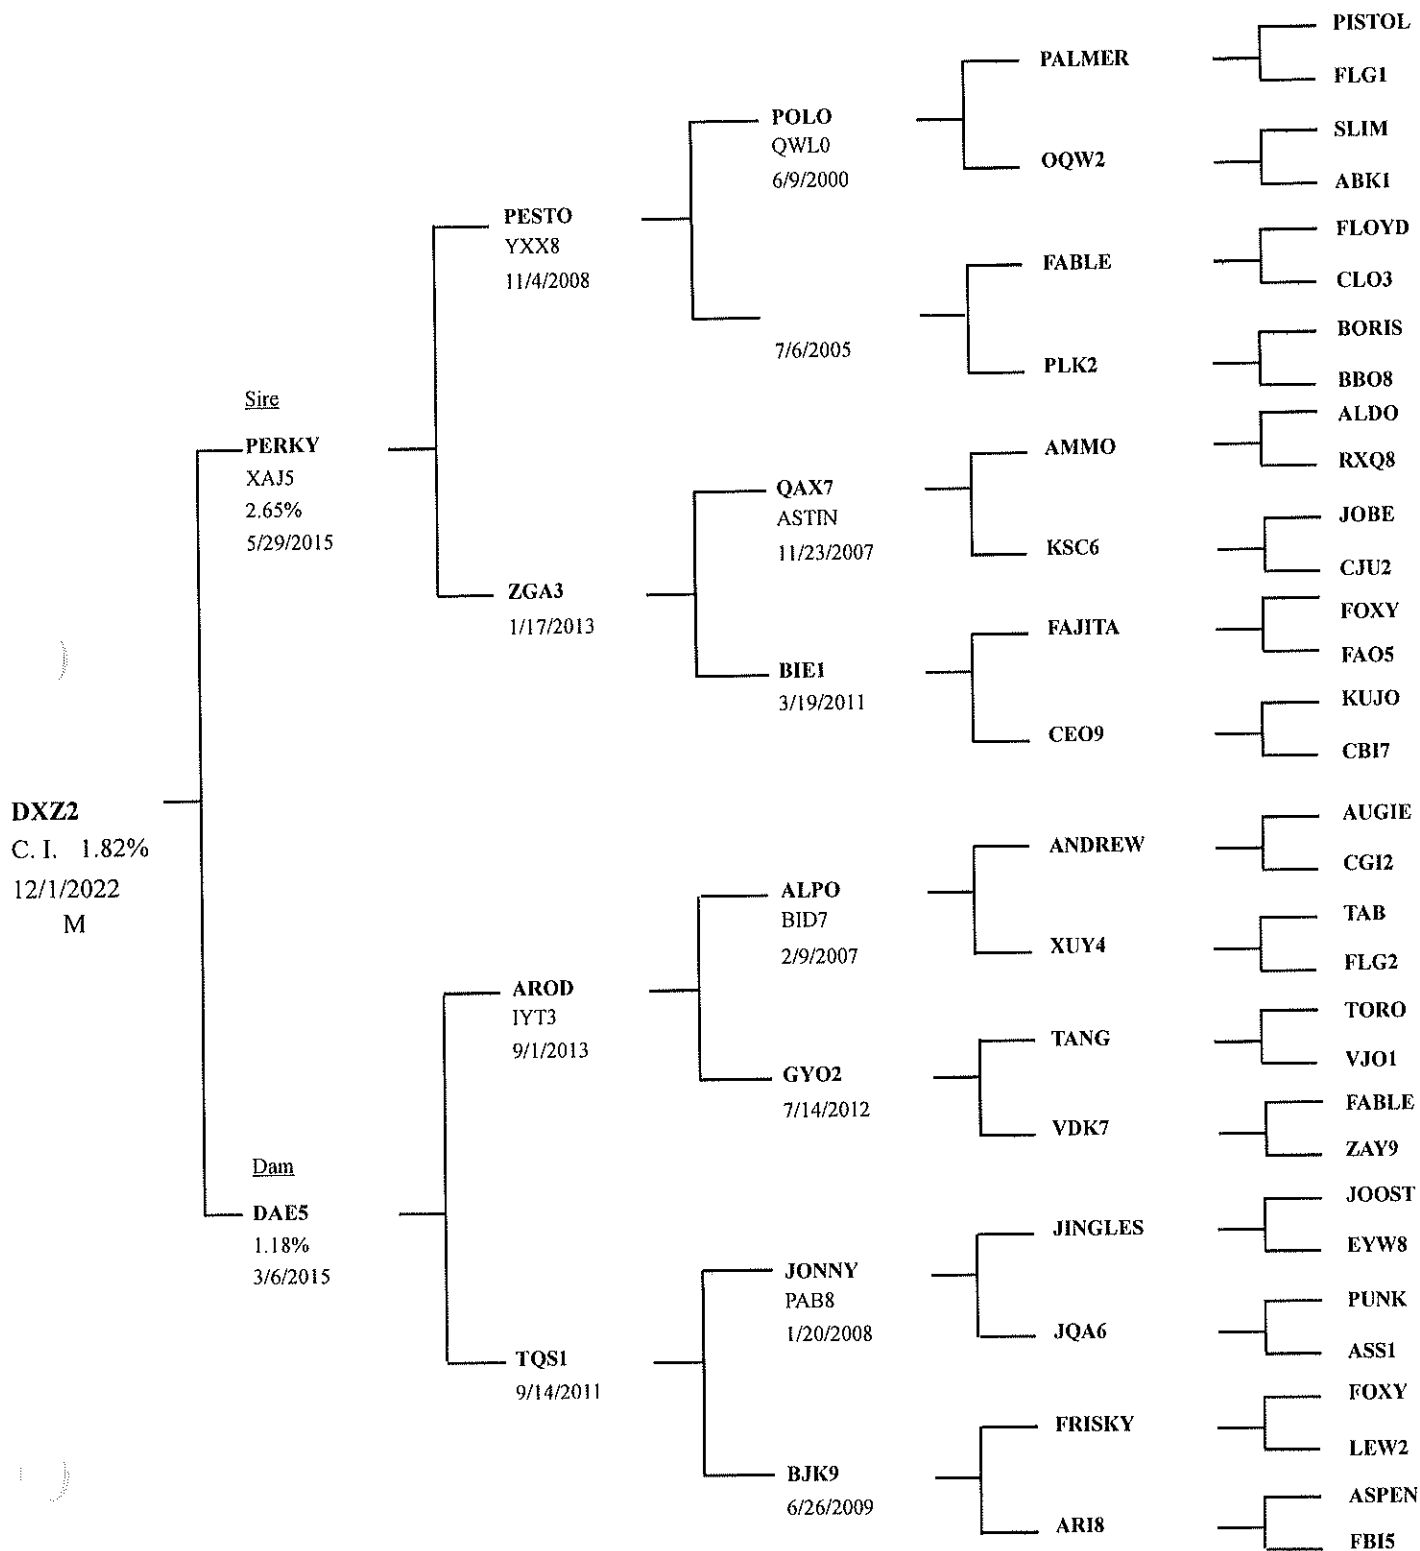 DXZ2
C. I. 1.82%
12/1/2022
M
Sire
PERKY
XAJ5
2.65%
5/29/2015
Dam
DAE5
1.18%
3/6/2015
PESTO
YXX8
11/4/2008
ZGA3
1/17/2013
AROD
IYT3
9/1/2013
TQS1
9/14/2011
POLO
QWL0
6/9/2000
7/6/2005
QAX7
ASTIN
11/23/2007
BIE1
3/19/2011
ALPO
BID7
2/9/2007
GYO2
7/14/2012
JONNY
PAB8
1/20/2008
BJK9
6/26/2009
PALMER
OQW2
FABLE
PLK2
AMMO
KSC6
FAJITA
CEO9
ANDREW
XUY4
TANG
VDK7
JINGLES
JQA6
FRISKY
ARI8
PISTOL
FLG1
SLIM
ABK1
FLOYD
CLO3
BORIS
BBO8
ALDO
RXQ8
JOBE
CJU2
FOXY
FAO5
KUJO
CBI7
AUGIE
CGI2
TAB
FLG2
TORO
VJO1
FABLE
ZAY9
JOOST
EYW8
PUNK
ASS1
FOXY
LEW2
ASPEN
FBI5